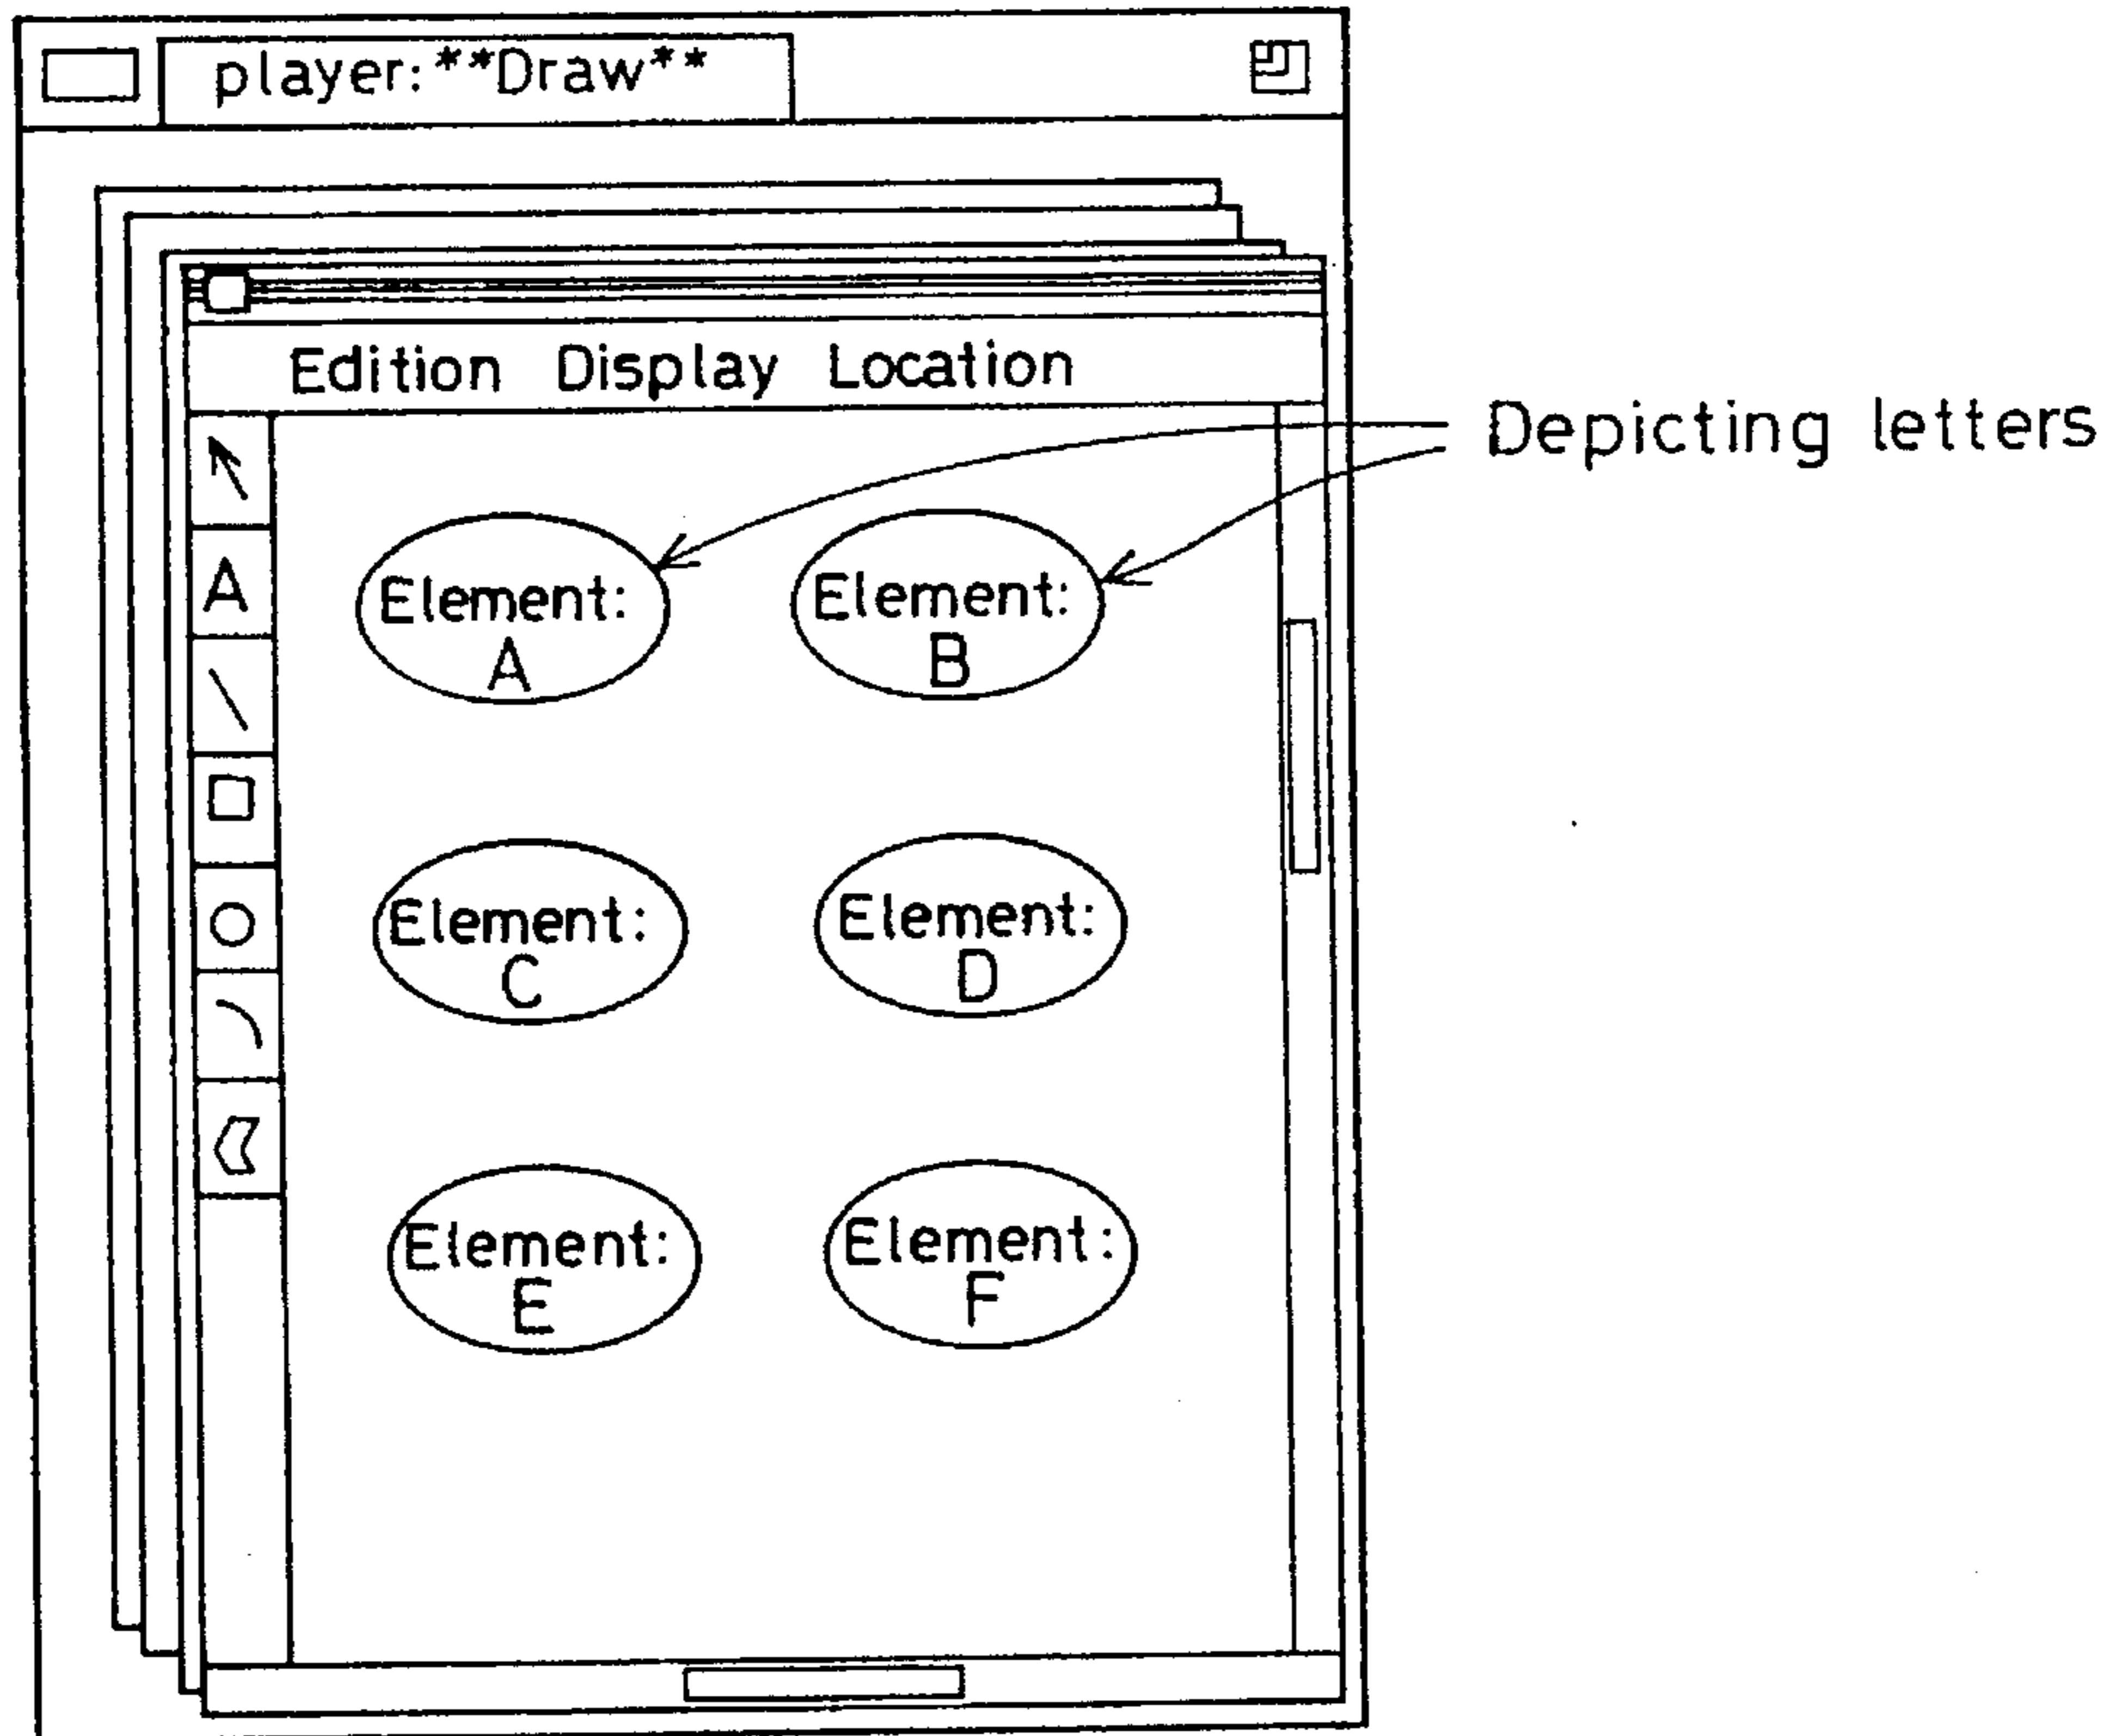 player:**Draw**
Edition Display Location
Depicting letters
A
Element:
A
Element:
B
Element:
C
Element:
D
Element:
E
Element:
F